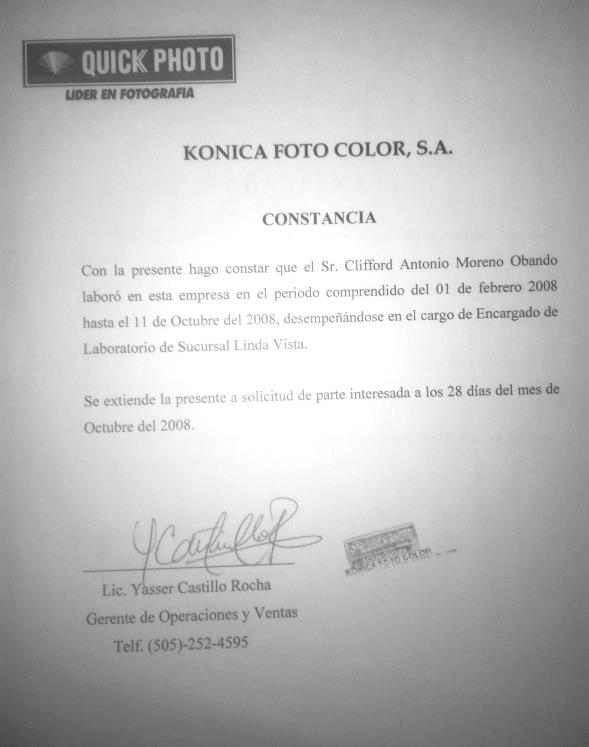 QUICK PHOTO
LIDER EN FOTOGRAFIA
KONICA FOTO COLOR, S.A.
CONSTANCIA
Con la presente hago constar que el Sr. Clifford Antonio Moreno Obando
laboró en esta empresa en el periodo comprendido del 01 de febrero 2008
hasta el 11 de Octubre del 2008, desempeñándose en el cargo de Encargado de
Laboratorio de Sucursal Linda Vista.
Se extiende la presente a solicitud de parte interesada a los 28 días del mes de
Octubre del 2008.
Lic. Yasser Castillo Rocha
Gerente de Operaciones y Ventas
Telf. (505)-252-4595
QUICK PHOTO
KONICA FOTO COLOR